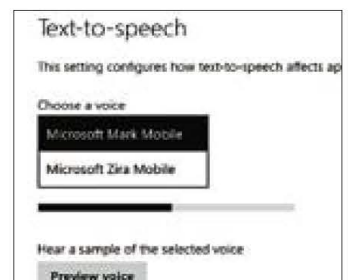 Text-to-speech
This setting configures how text-to-speech affects ap
Choose a voice
Microsoft Mark Mobile
Microsoft Zira Mobile
Hear a sample of the selected voice
Preview voice